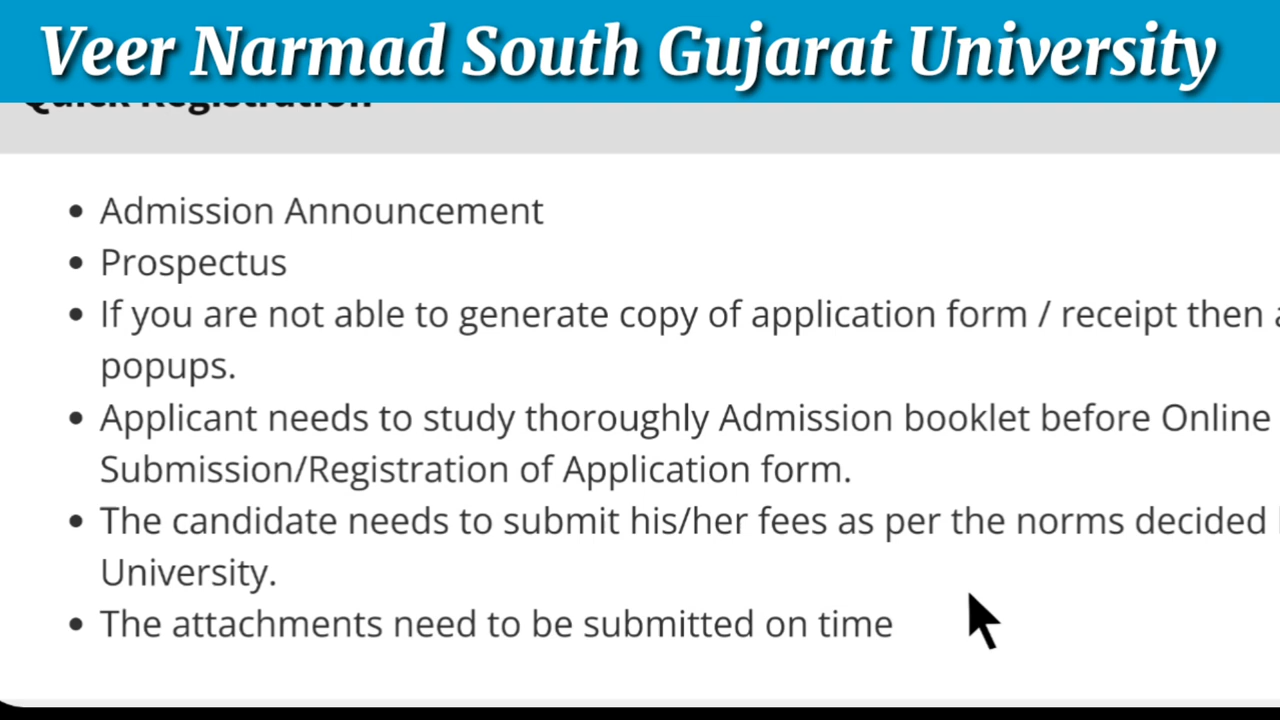 Veer Narmad South Gujarat University
Quick Registration
• Admission Announcement
• Prospectus
• If you are not able to generate copy of application form / receipt then
popups.
• Applicant needs to study thoroughly Admission booklet before Online
Submission/Registration of Application form.
• The candidate needs to submit his/her fees as per the norms decided
University.
• The attachments need to be submitted on time